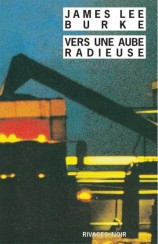 JAMES LEE
BURKE
VERS UNE AUBE
RADIEUSE
RIVAGES/NOIR